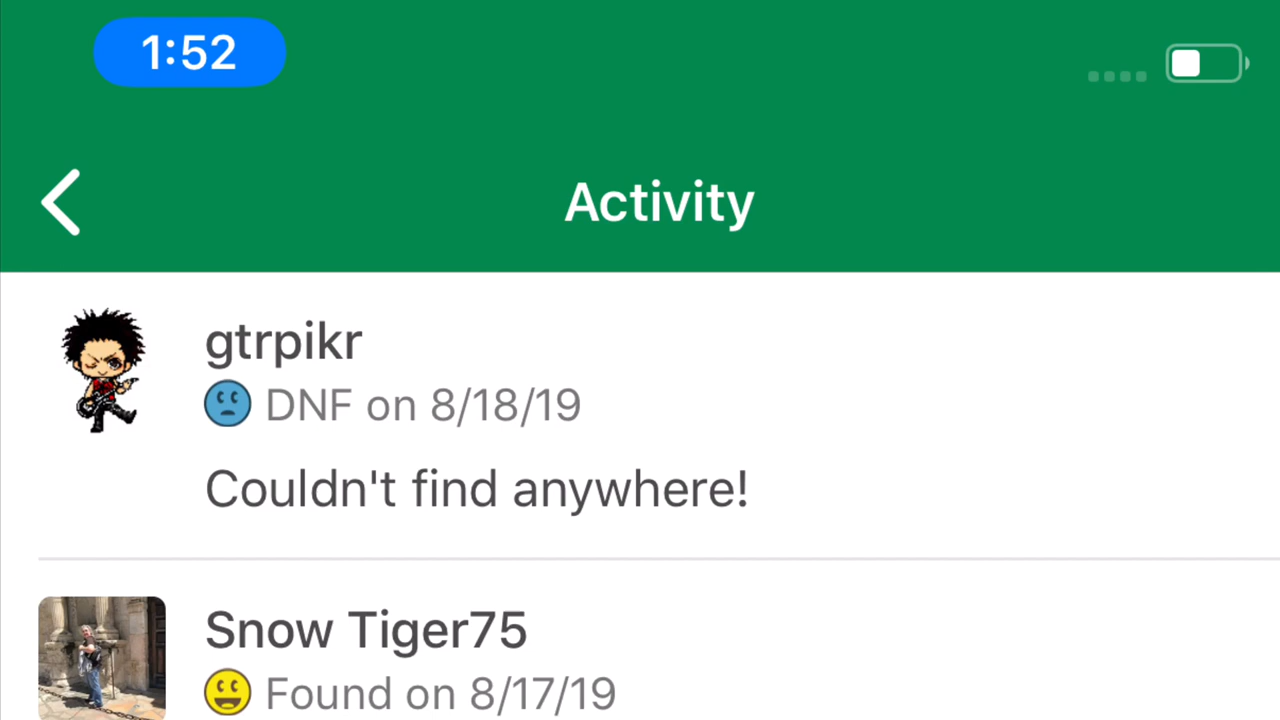 1:52
Activity
gtrpikr
DNF on 8/18/19
Couldn't find anywhere!
Snow Tiger75
Found on 8/17/19